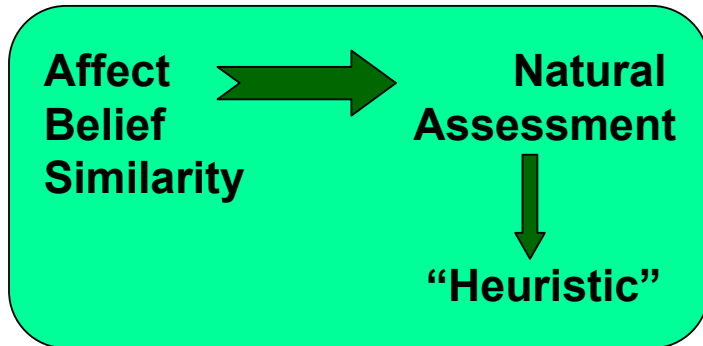 Affect
Belief
Similarity
Natural
Assessment
“Heuristic”